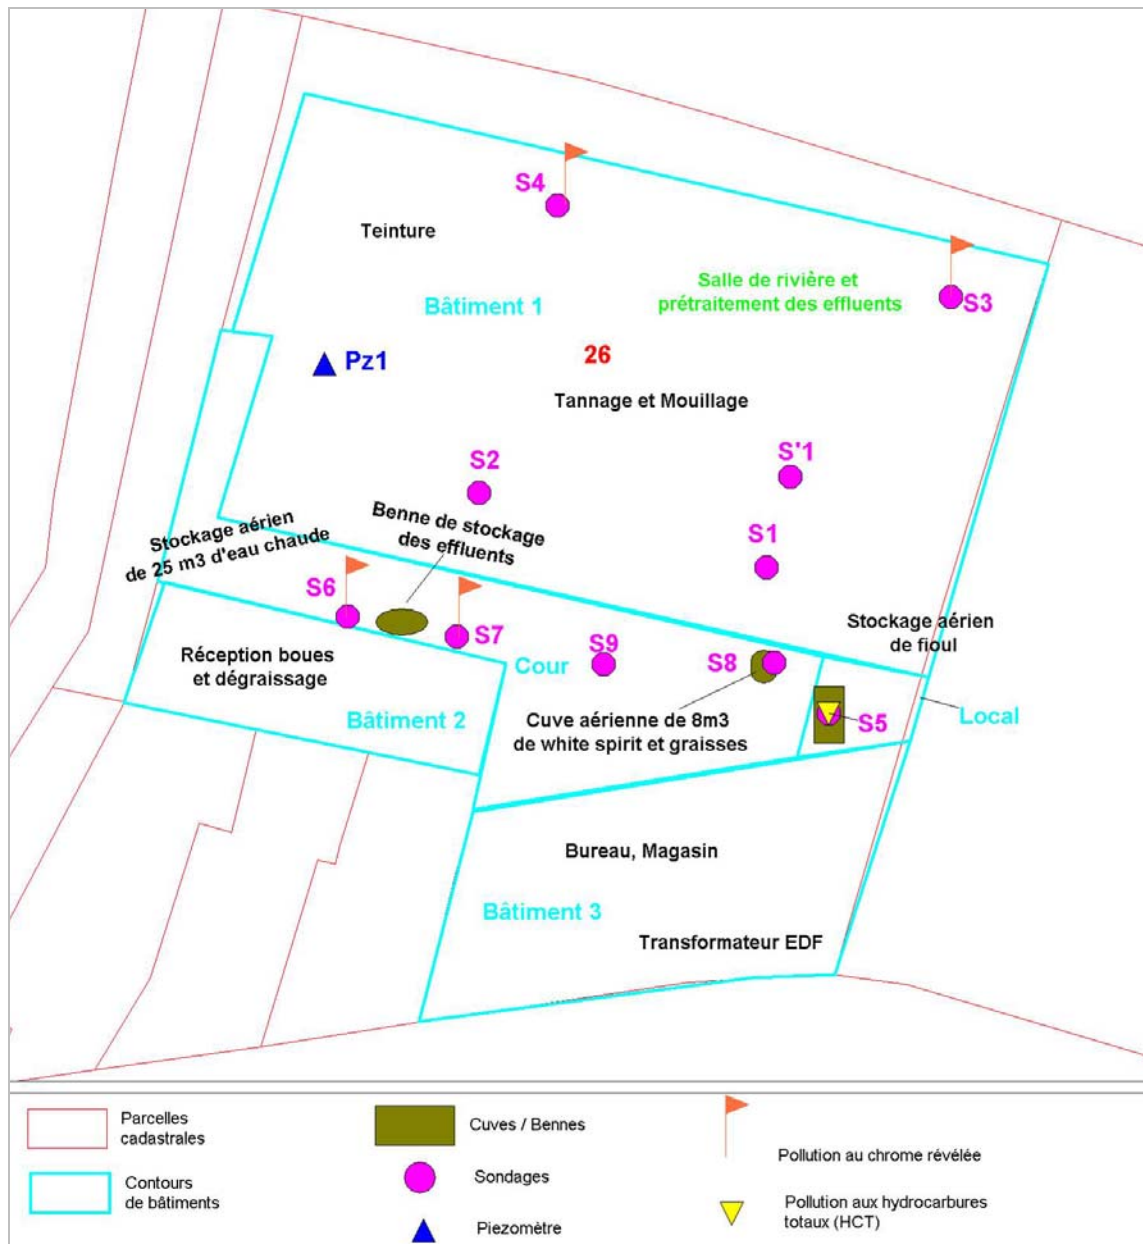 S4
Teinture
Salle de rivière et
prétraitement des effluents
S3
Bâtiment 1
26
Pz1
Tannage et Mouillage
S'1
S2
Benne de stockage
des effluents
Stockage aérien
de 25 m3 d'eau chaude
S1
S6
S7
Stockage aérien
de fioul
S9
S8
Cour
Réception boues
et dégraissage
Bâtiment 2
Cuve aérienne de 8m3
de white spirit et graisses
S5
Local
Bureau, Magasin
Bâtiment 3
Transformateur EDF
Parcelles
cadastrales
Cuves / Bennes
Pollution au chrome révélée
Contours
de bâtiments
Sondages
Pollution aux hydrocarbures
totaux (HCT)
Piezomètre